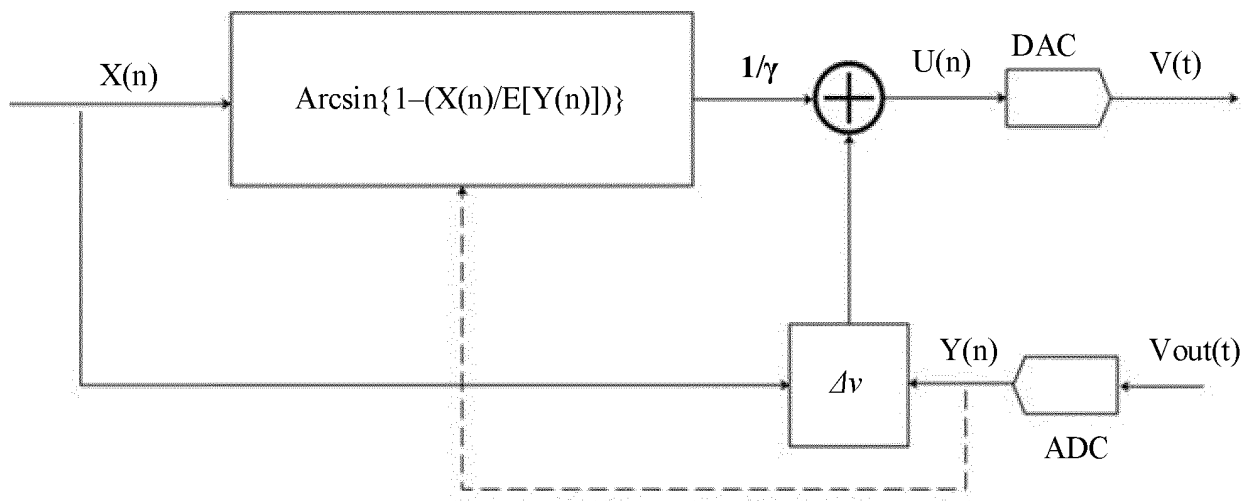 X(n)
Arcsin{1–(X(n)/E[Y(n)])}
1/γ
U(n)
DAC
V(t)
Δv
Y(n)
Vout(t)
ADC